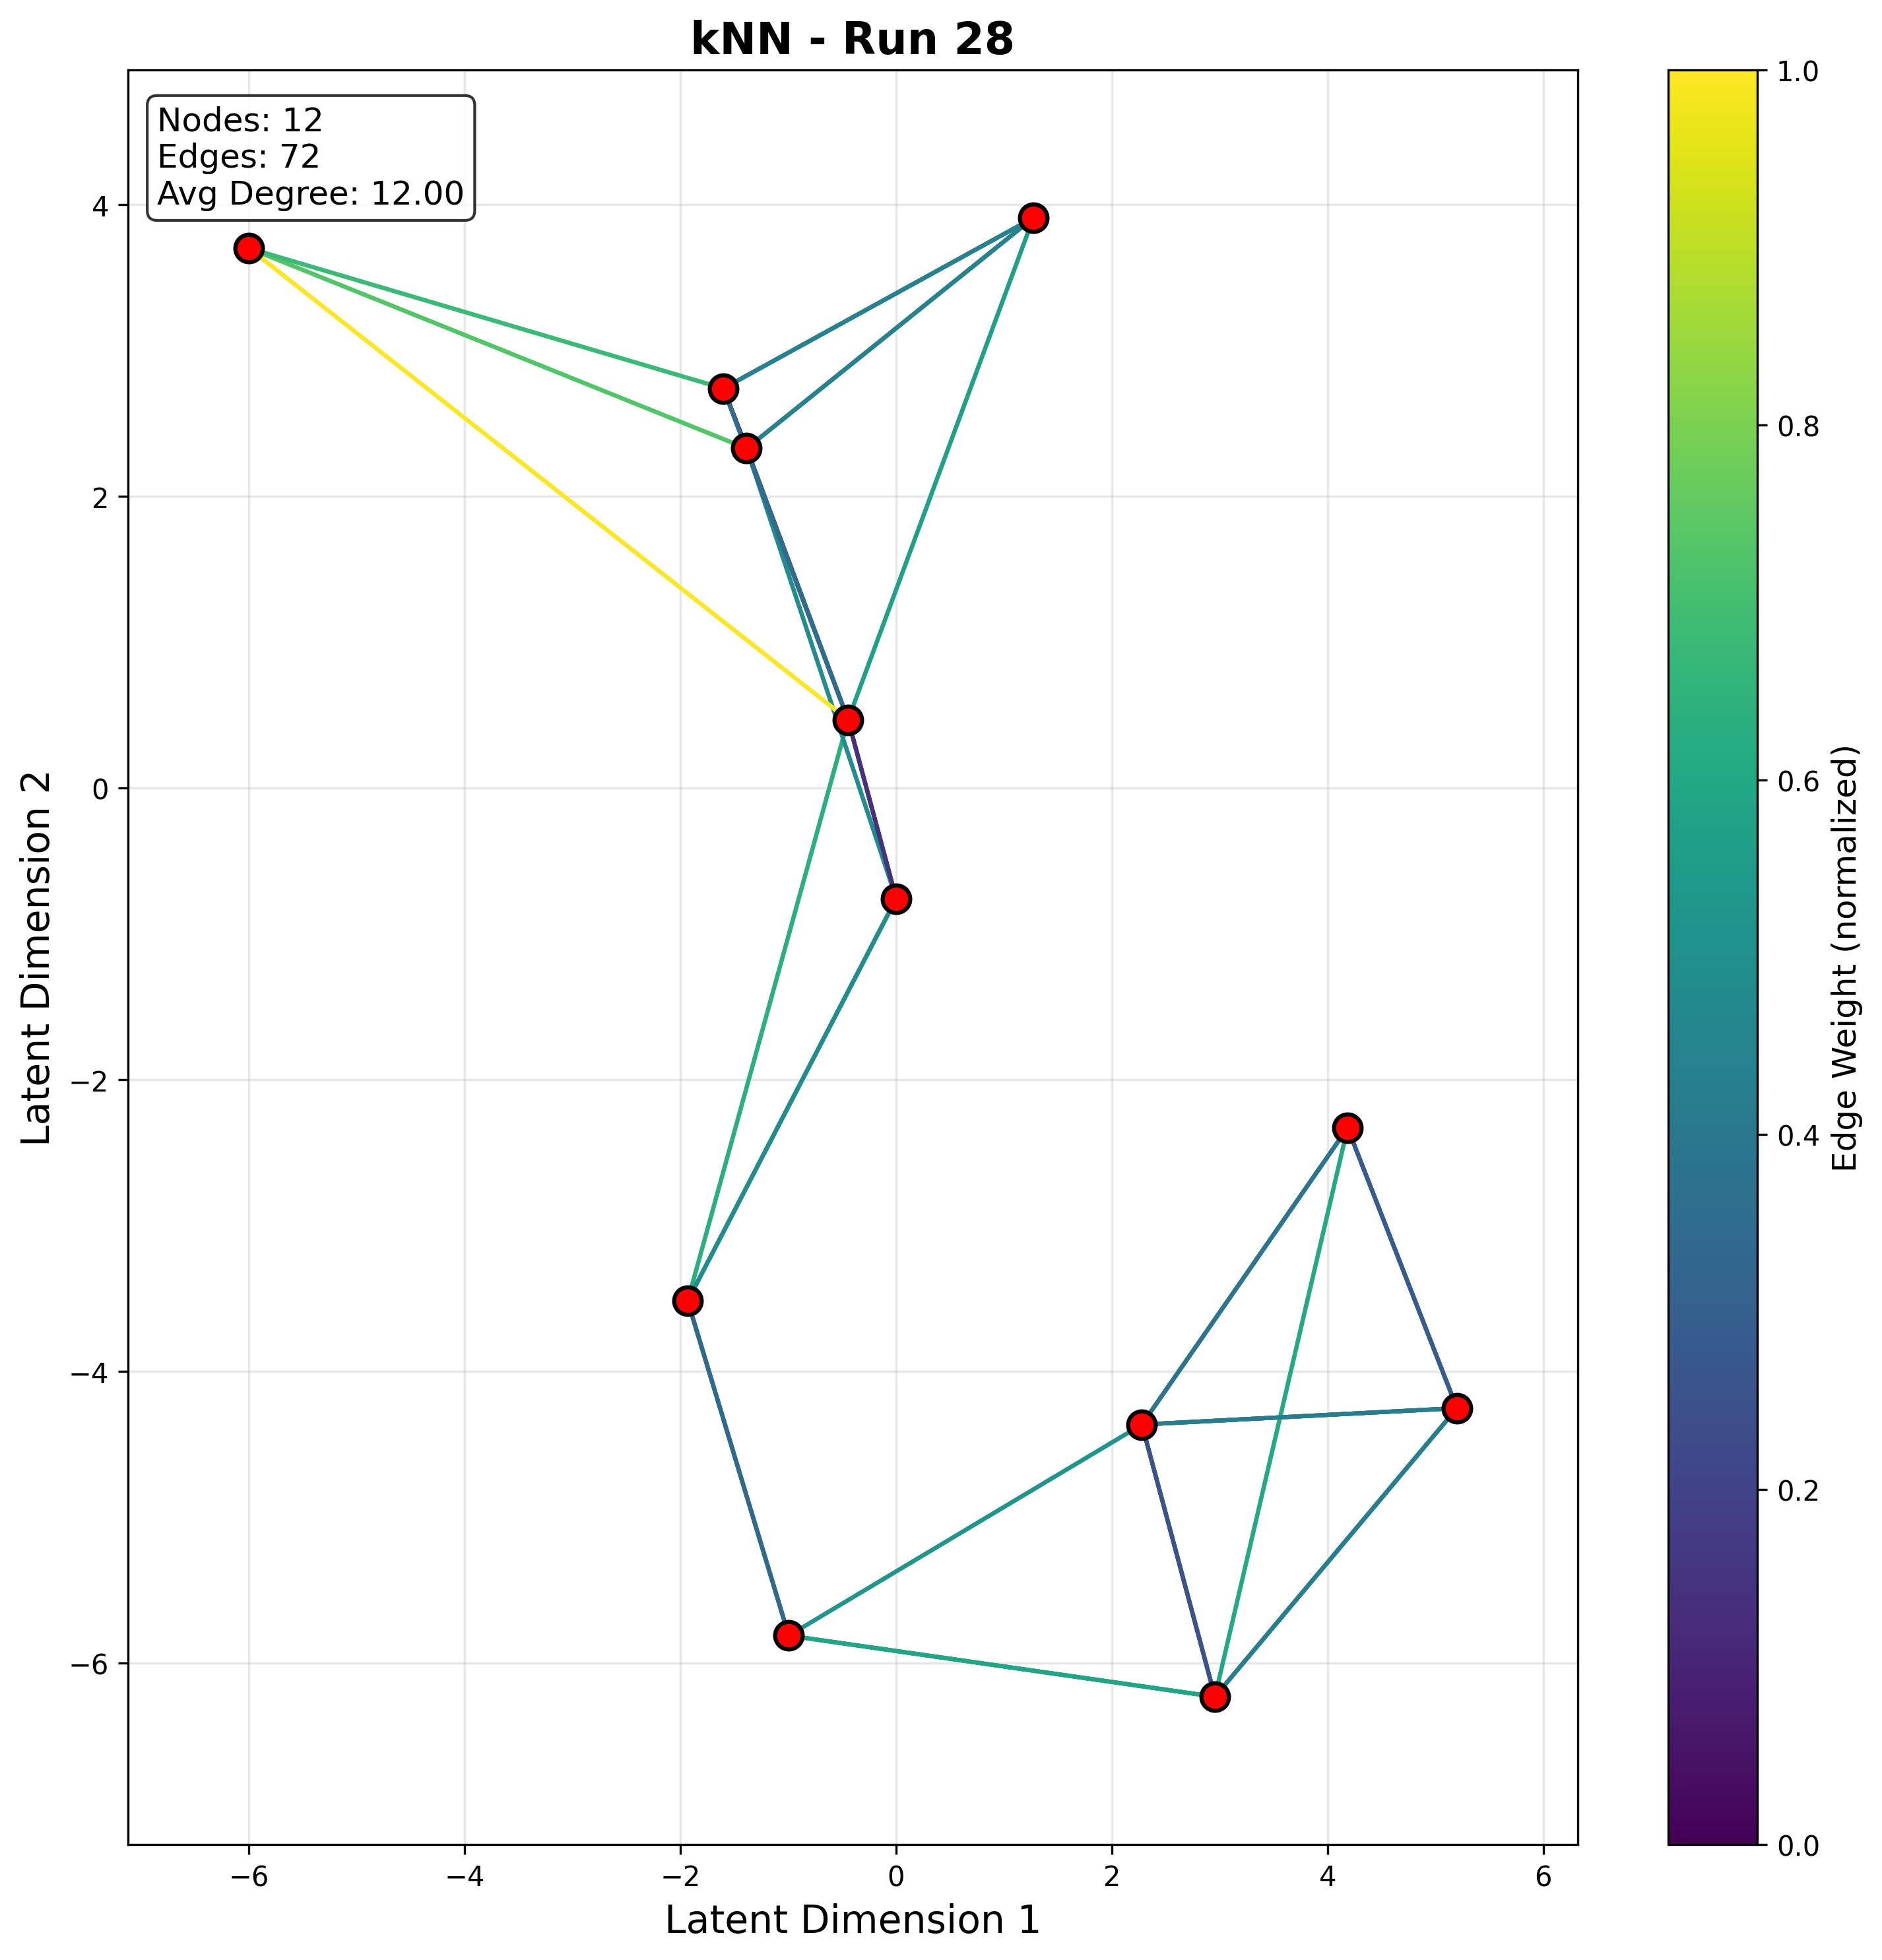 kNN - Run 28
Nodes: 12
Edges: 72
Avg Degree: 12.00
4
2
0
−2
−4
−6
Latent Dimension 2
−6
−4
−2
0
2
4
6
Latent Dimension 1
1.0
0.8
0.6
0.4
0.2
0.0
Edge Weight (normalized)